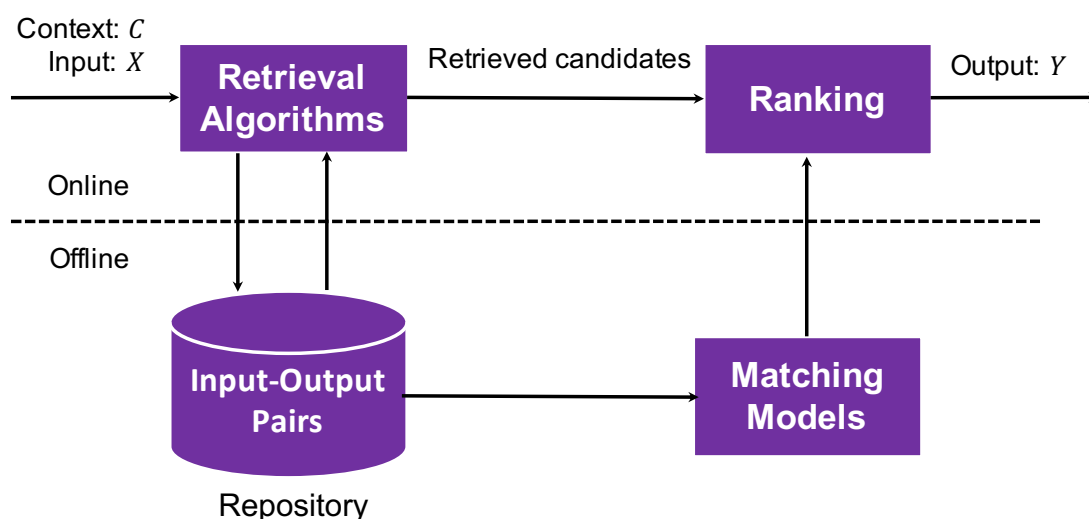 Context: C
Input: X
Retrieval
Algorithms
Retrieved candidates
Ranking
Output: Y
Online
Offline
Input-Output
Pairs
Matching
Models
Repository